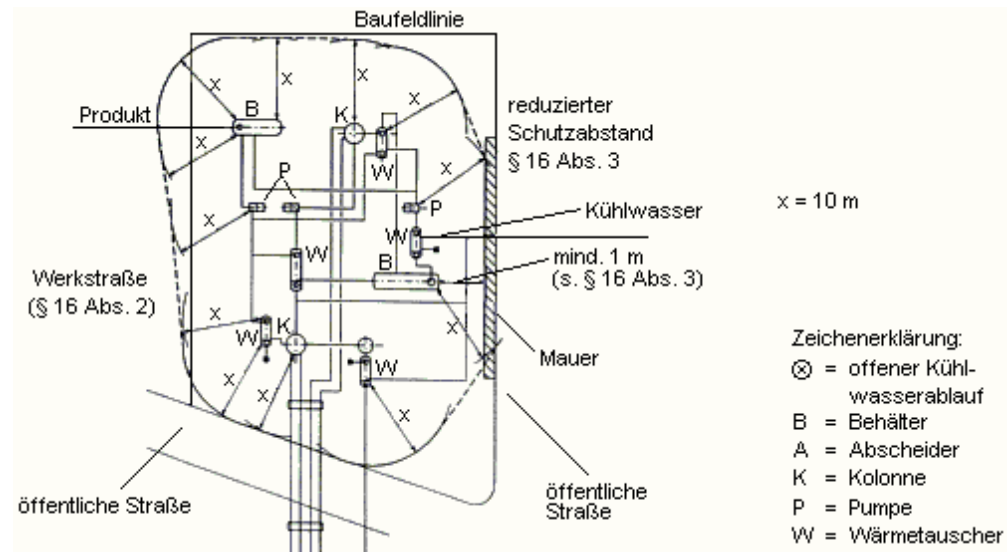 Baufeldlinie
Produkt
B
K
x
x
x
x
x
reduzierter
Schutzabstand
§ 16 Abs. 3
W
P
x
x
P
x
x = 10 m
Kühlwasser
W
W
B
mind. 1 m
(s. § 16 Abs. 3)
Werkstraße
(§ 16 Abs. 2)
x
W
K
x
W
Mauer
x
x
x
öffentliche Straße
öffentliche
Straße
Zeichenerklärung:
⊗ = offener Kühl-
wasserablauf
B = Behälter
A = Abscheider
K = Kolonne
P = Pumpe
W = Wärmetauscher